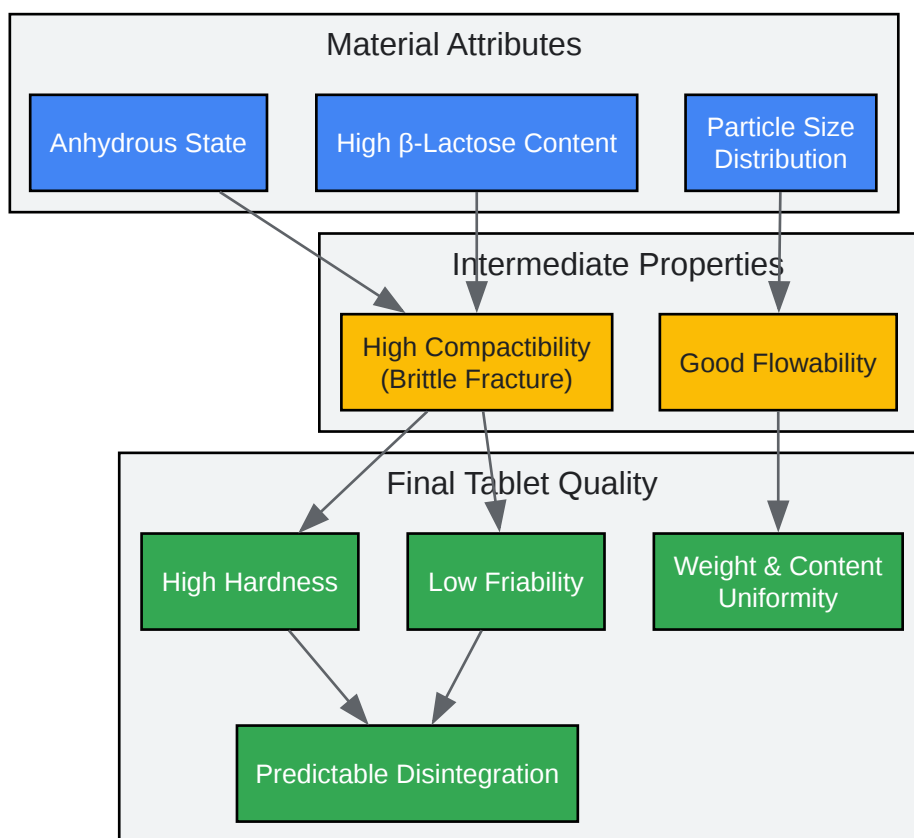 Material Attributes
Anhydrous State
High β-Lactose Content
Particle Size
Distribution
Intermediate Properties
High Compactibility
(Brittle Fracture)
Good Flowability
Final Tablet Quality
High Hardness
Low Friability
Weight & Content
Uniformity
Predictable Disintegration